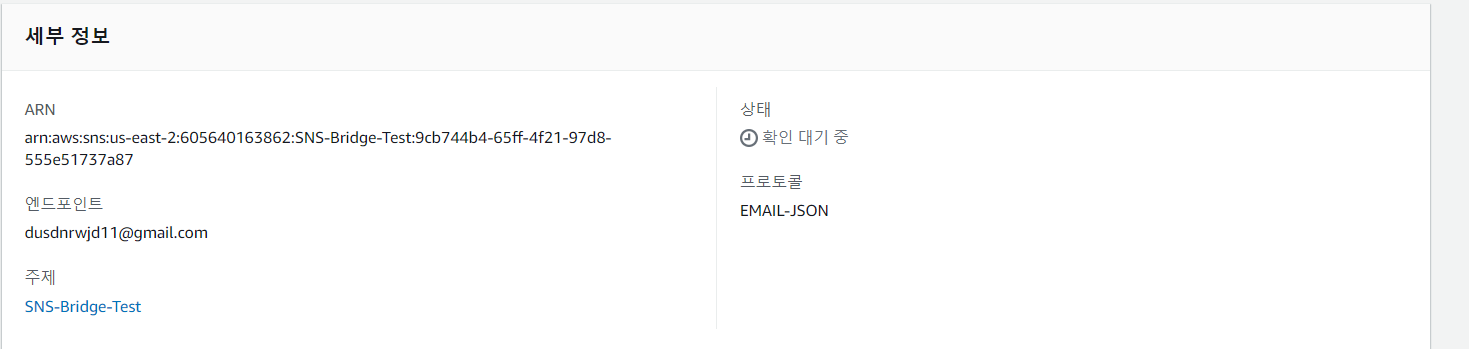 세부 정보
ARN
arn:aws:sns:us-east-2:605640163862:SNS-Bridge-Test:9cb744b4-65ff-4f21-97d8-
555e51737a87
엔드포인트
dusdnrwjd11@gmail.com
주제
SNS-Bridge-Test
상태
확인 대기 중
프로토콜
EMAIL-JSON